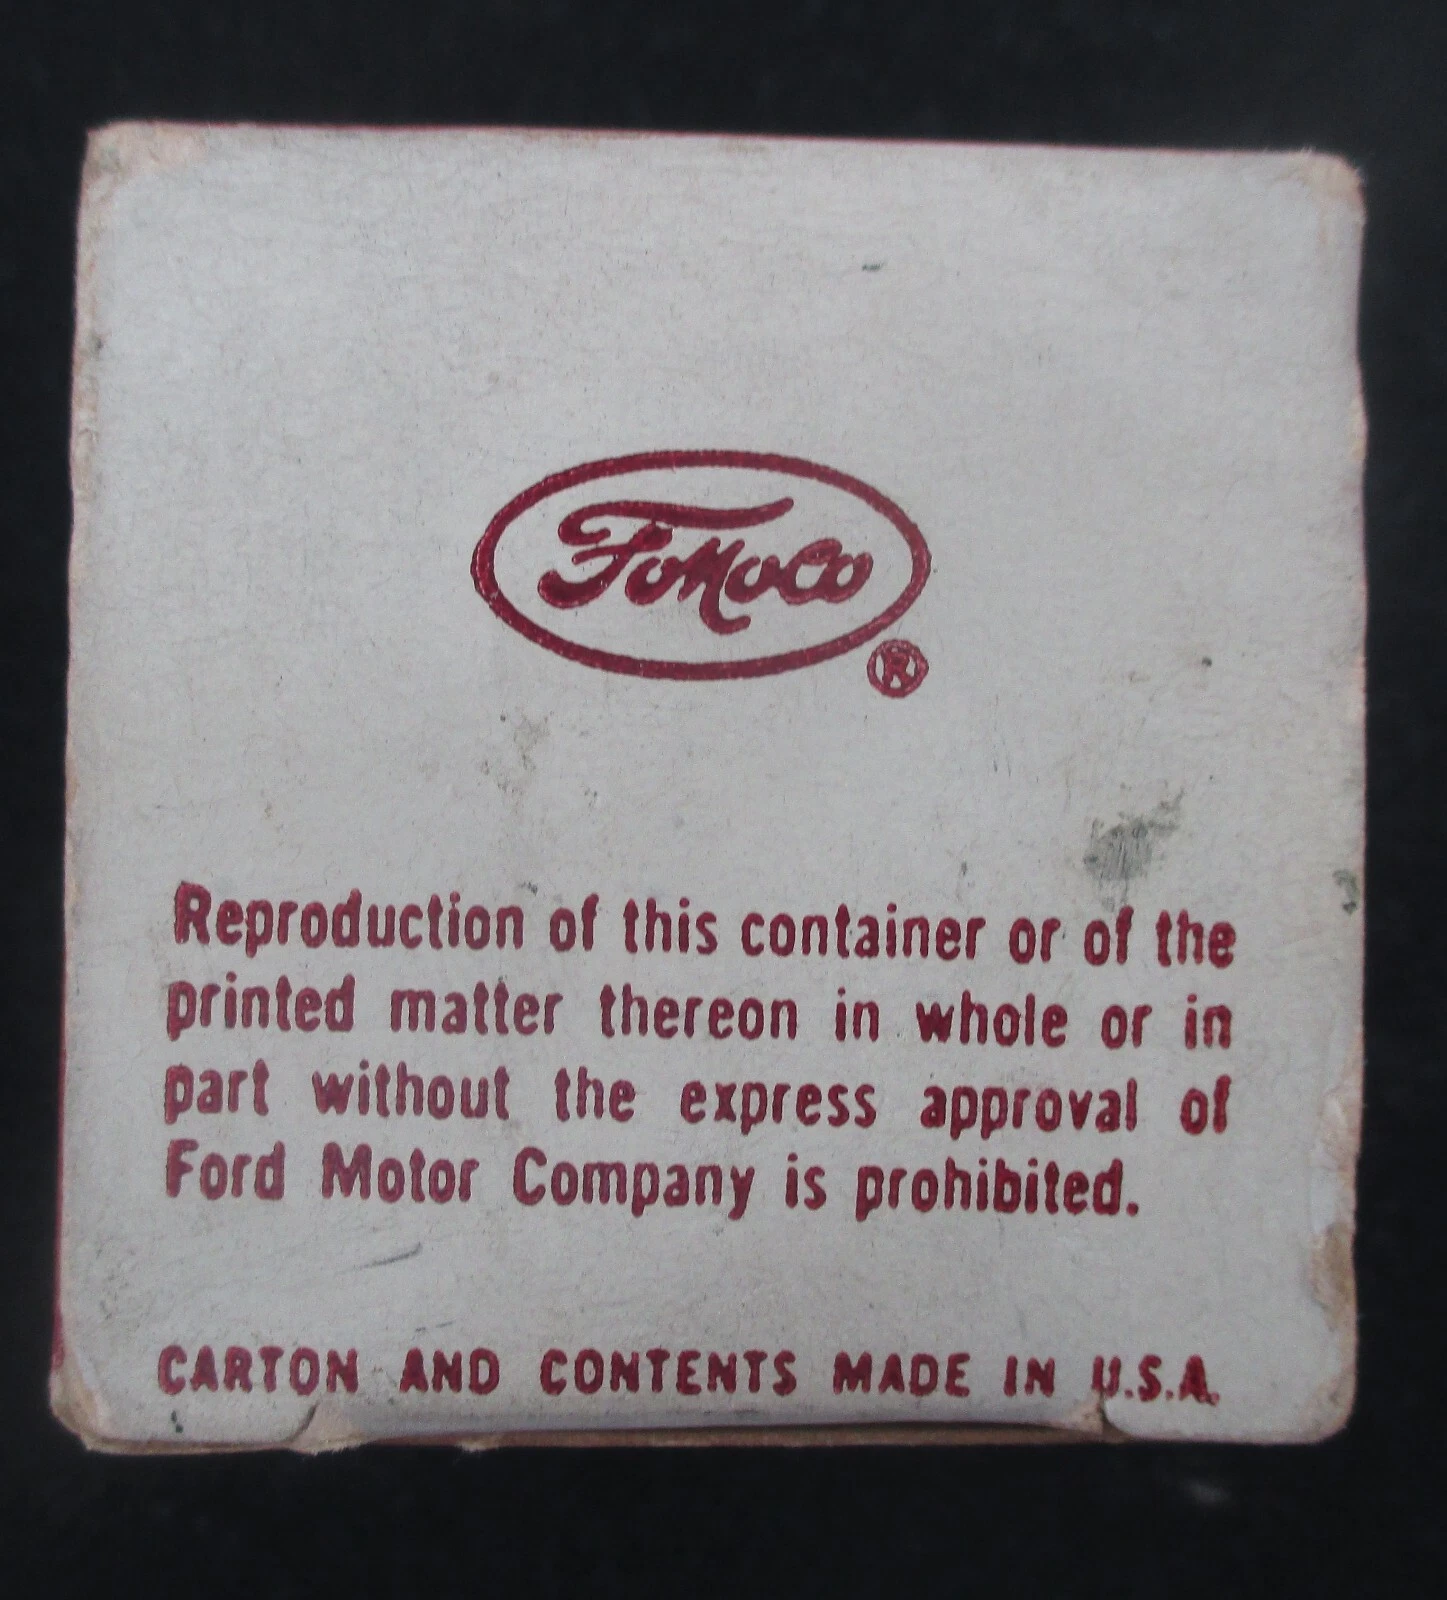 FoMoCo
®
Reproduction of this container or of the
printed matter thereon in whole or in
part without the express approval of
Ford Motor Company is prohibited.
CARTON AND CONTENTS MADE IN U.S.A.